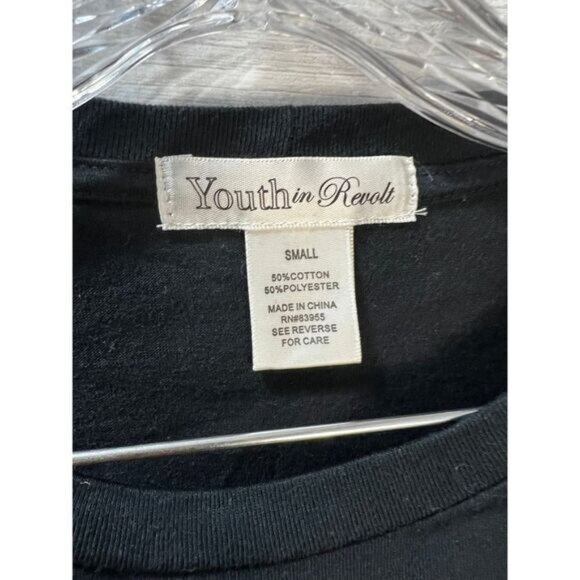 Youth in Revolt
SMALL
50%COTTON
50%POLYESTER
MADE IN CHINA
RN#83955
SEE REVERSE
FOR CARE